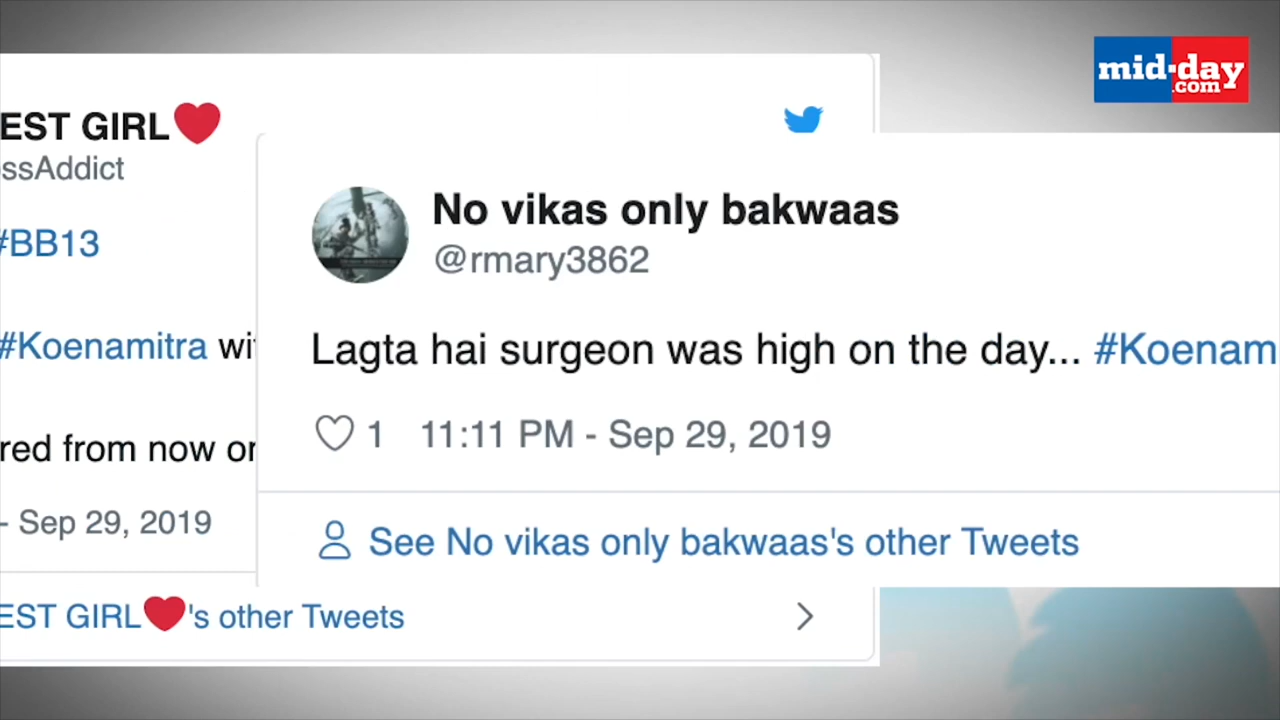 mid-day
.com
EST GIRL❤️
ssAddict
#BB13
#Koenamitra
red from now
- Sep 29, 2019
EST GIRL❤️'s other Tweets
No vikas only bakwaas
@rmary3862
Lagta hai surgeon was high on the day... #Koenam
1 11:11 PM - Sep 29, 2019
See No vikas only bakwaas's other Tweets